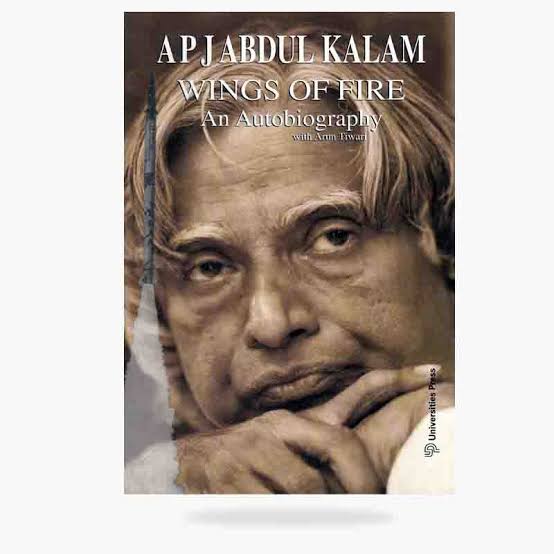 A P J ABDUL KALAM
WINGS OF FIRE
An Autobiography
with Arun Tiwari
Universities Press